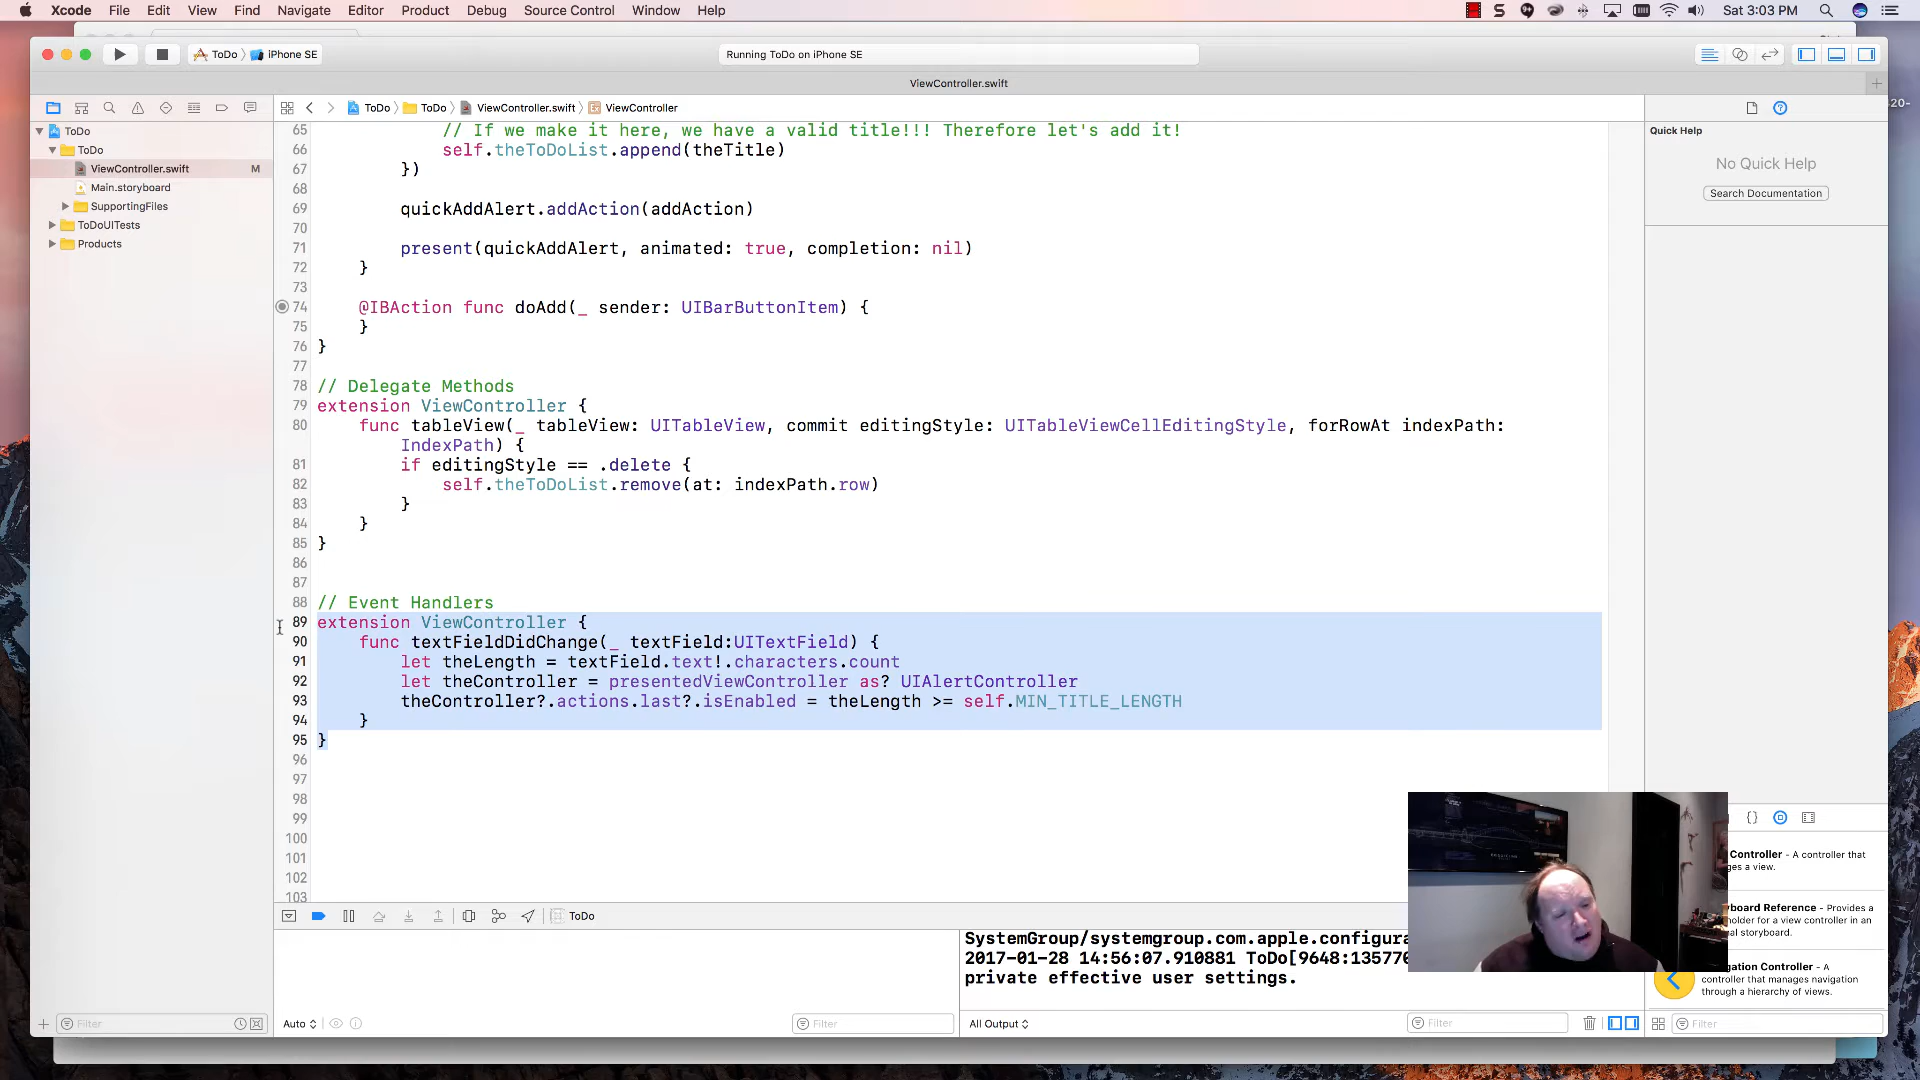 Xcode File Edit View Find Navigate Editor Product Debug Source Control Window Help Sat 3:03 PM
ToDo iPhone SE Running ToDo on iPhone SE
ViewController.swift
ToDo ToDo ViewController.swift ViewController
ToDo
ToDo
ViewController.swift M
Main.storyboard
SupportingFiles
ToDoUITests
Products
65 // If we make it here, we have a valid title!!! Therefore let's add it!
66 self.theToDoList.append(theTitle)
67 })
68
69 quickAddAlert.addAction(addAction)
70
71 present(quickAddAlert, animated: true, completion: nil)
72 }
73
74 @IBAction func doAdd(_ sender: UIBarButtonItem) {
75 }
76 }
77
78 // Delegate Methods
79 extension ViewController {
80 func tableView(_ tableView: UITableView, commit editingStyle: UITableViewCellEditingStyle, forRowAt indexPath:
IndexPath) {
81 if editingStyle == .delete {
82 self.theToDoList.remove(at: indexPath.row)
83 }
84 }
85 }
86
87
88 // Event Handlers
89 extension ViewController {
90 func textFieldDidChange(_ textField:UITextField) {
91 let theLength = textField.text!.characters.count
92 let theController = presentedViewController as? UIAlertController
93 theController?.actions.last?.isEnabled = theLength >= self.MIN_TITLE_LENGTH
94 }
95 }
96
97
98
99
100
101
102
103
ToDo
SystemGroup/systemgroup.com.apple.configura
2017-01-28 14:56:07.910881 ToDo[9648:135770
private effective user settings.
Filter
Auto
Filter
All Output
Filter
Filter
Quick Help
No Quick Help
Search Documentation
Controller - A controller that
ges a view.
board Reference - Provides a
holder for a view controller in an
al storyboard.
gation Controller - A
controller that manages navigation
through a hierarchy of views.